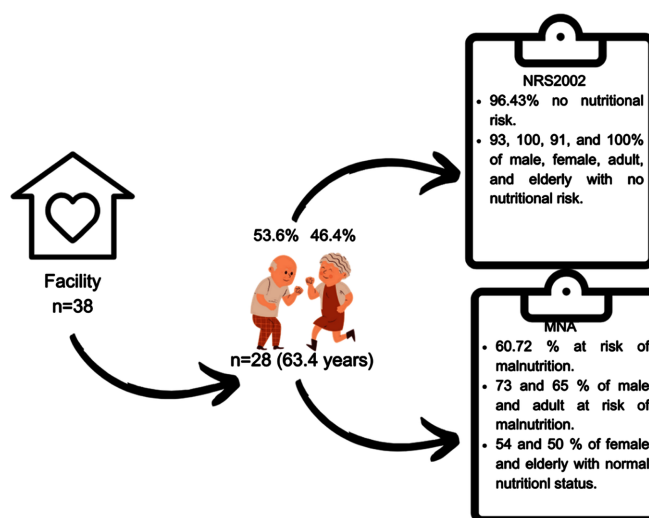 Facility
n=38
53.6% 46.4%
n=28 (63.4 years)
NRS2002
• 96.43% no nutritional
risk.
• 93, 100, 91, and 100%
of male, female, adult,
and elderly with no
nutritional risk.
MNA
• 60.72 % at risk of
malnutrition.
• 73 and 65 % of male
and adult at risk of
malnutrition.
• 54 and 50 % of female
and elderly with normal
nutritionl status.